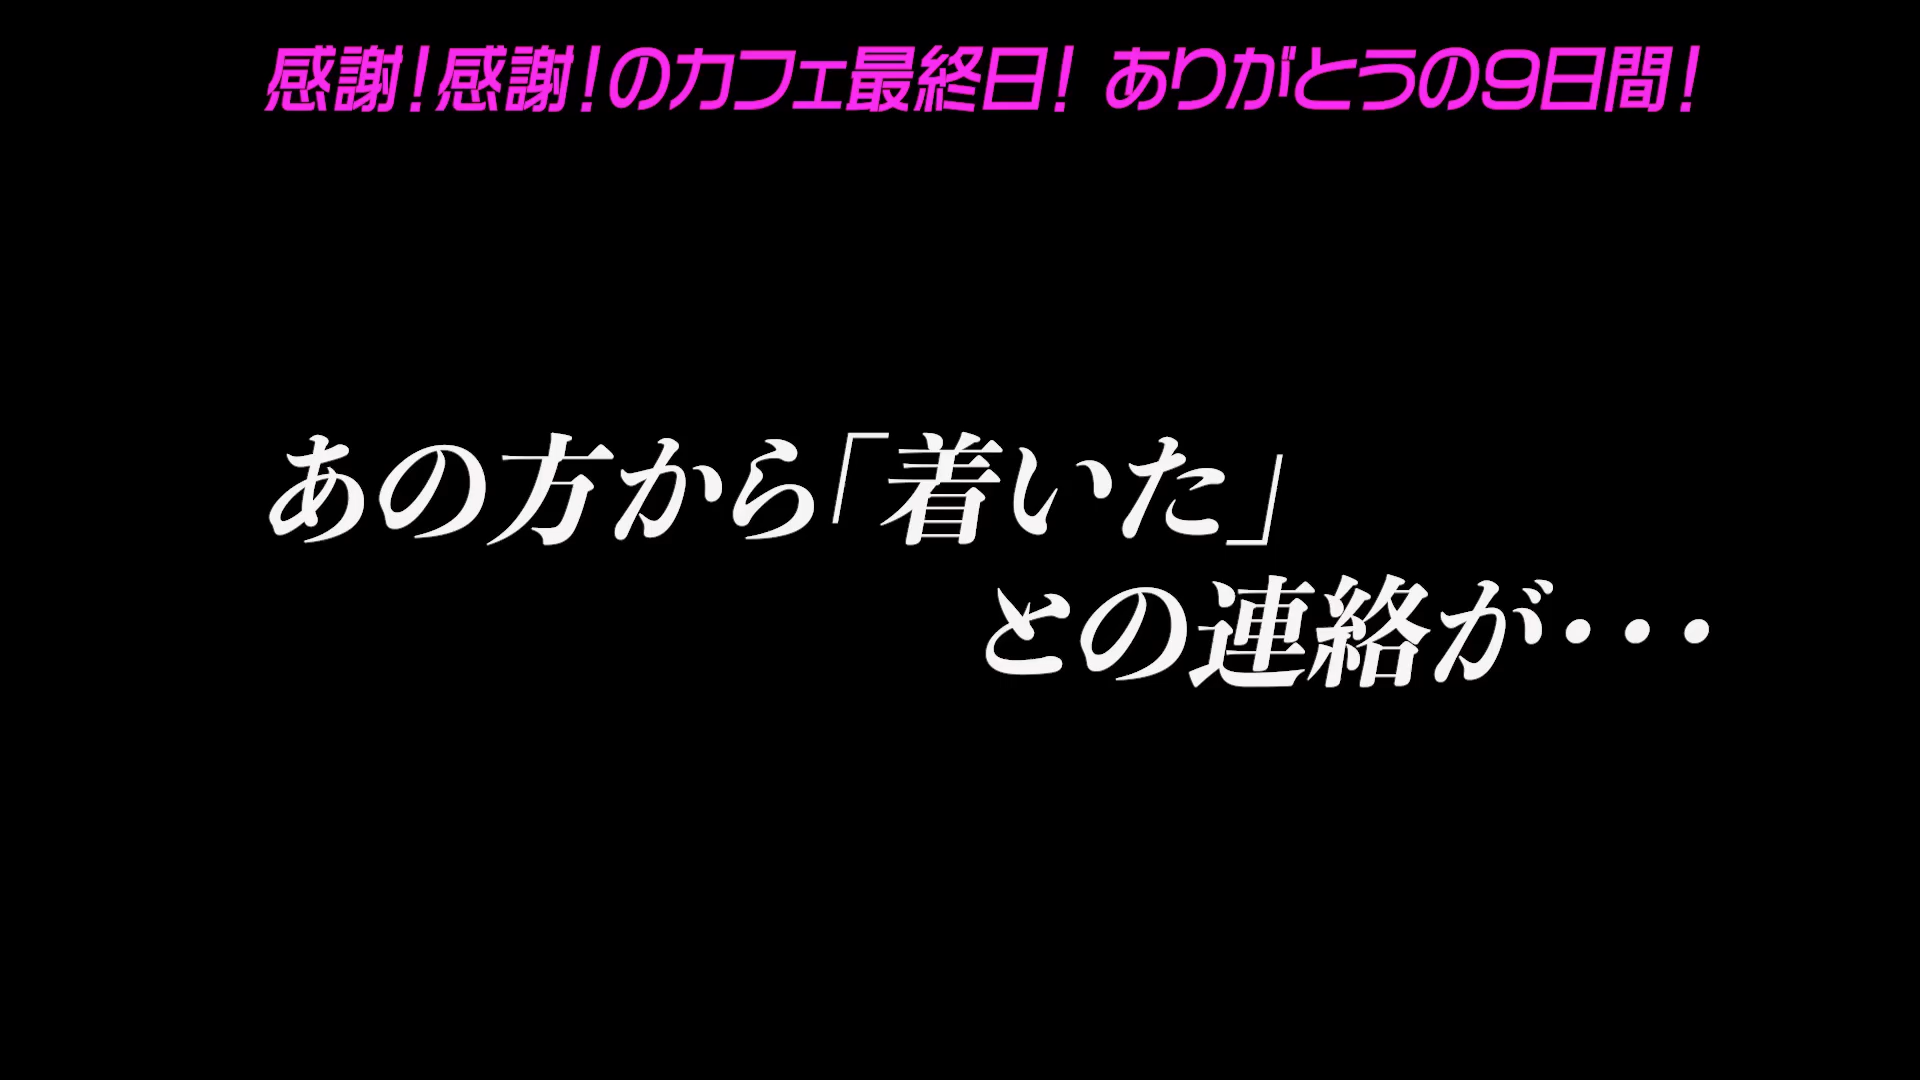 感謝！感謝！のカフェ最終日！ ありがとうの9日間！
あの方から「着いた」
との連絡が・・・